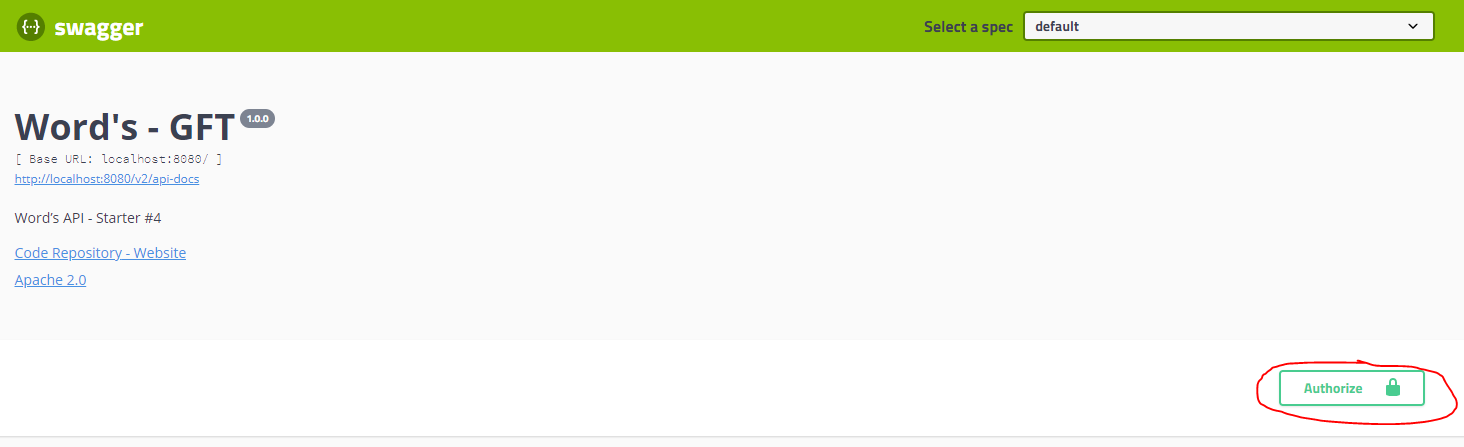 {··} swagger
Select a spec default
Word's - GFT 1.0.0
[ Base URL: localhost:8080/ ]
http://localhost:8080/v2/api-docs
Word’s API - Starter #4
Code Repository - Website
Apache 2.0
Authorize